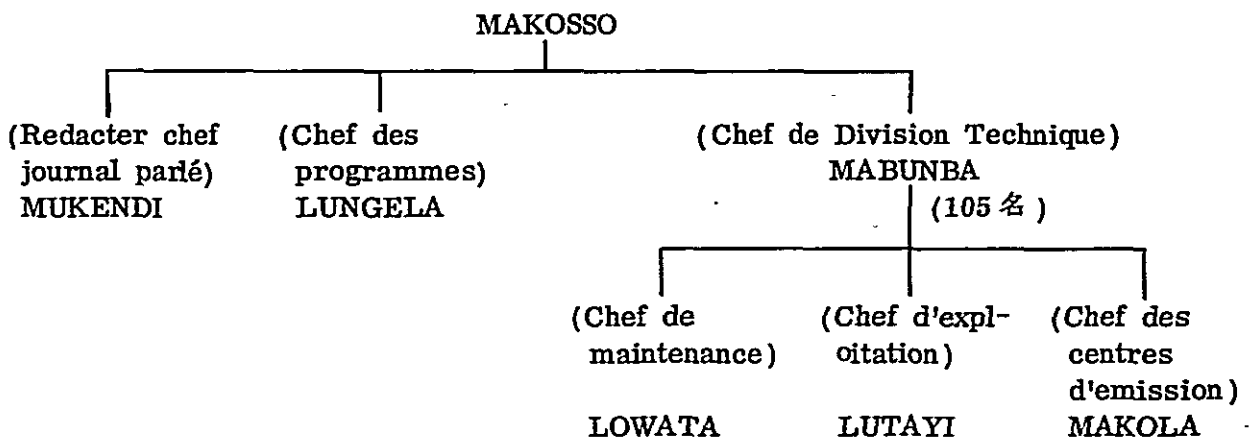 MAKOSSO
(Redacter chef
journal parlé)
MUKENDI
(Chef des
programmes)
LUNGELA
(Chef de Division Technique)
MABUNBA
(105名)
(Chef de
maintenance)
LOWATA
(Chef d'expl-
oitation)
LUTAYI
(Chef des
centres
d'emission)
MAKOLA